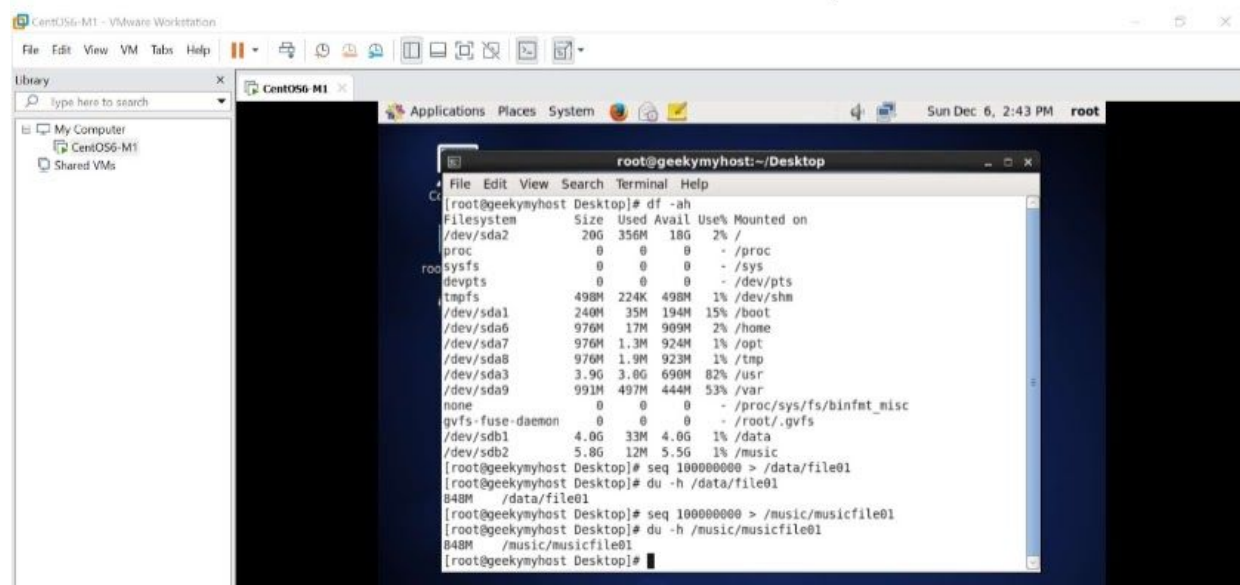 CentOS6-M1 - VMware Workstation
File Edit View VM Tabs Help
Library
CentOS6-M1
Type here to search
My Computer
CentOS6-M1
Shared VMs
Applications Places System
Sun Dec 6, 2:43 PM root
root@geekymyhost:~/Desktop
File Edit View Search Terminal Help
[root@geekymyhost Desktop]# df -ah
Filesystem Size Used Avail Use% Mounted on
/dev/sda2 20G 356M 18G 2% /
proc 0 0 0 - /proc
sysfs 0 0 0 - /sys
devpts 0 0 0 - /dev/pts
tmpfs 498M 224K 498M 1% /dev/shm
/dev/sda1 240M 35M 194M 15% /boot
/dev/sda6 976M 17M 909M 2% /home
/dev/sda7 976M 1.3M 924M 1% /opt
/dev/sda8 976M 1.9M 923M 1% /tmp
/dev/sda3 3.9G 3.0G 690M 82% /usr
/dev/sda9 991M 497M 444M 53% /var
none 0 0 0 - /proc/sys/fs/binfmt_misc
gvfs-fuse-daemon 0 0 0 - /root/.gvfs
/dev/sdb1 4.0G 33M 4.0G 1% /data
/dev/sdb2 5.8G 12M 5.5G 1% /music
[root@geekymyhost Desktop]# seq 100000000 > /data/file01
[root@geekymyhost Desktop]# du -h /data/file01
848M /data/file01
[root@geekymyhost Desktop]# seq 100000000 > /music/musicfile01
[root@geekymyhost Desktop]# du -h /music/musicfile01
848M /music/musicfile01
[root@geekymyhost Desktop]#